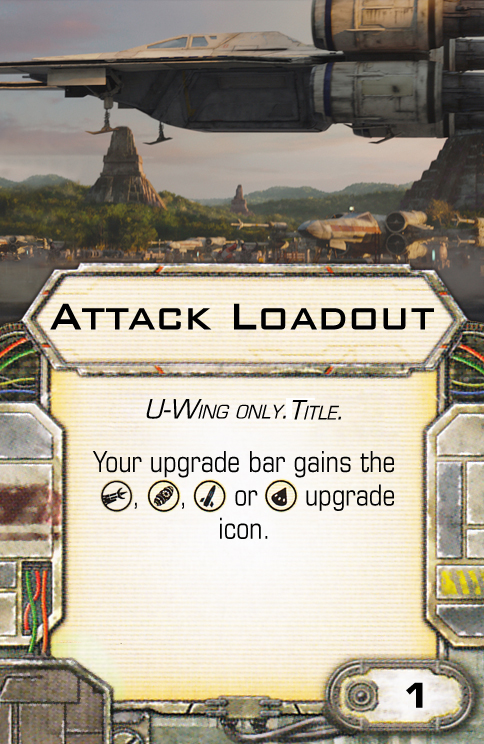 Attack Loadout
U-Wing only. Title.
Your upgrade bar gains the
, , or upgrade
icon.
1